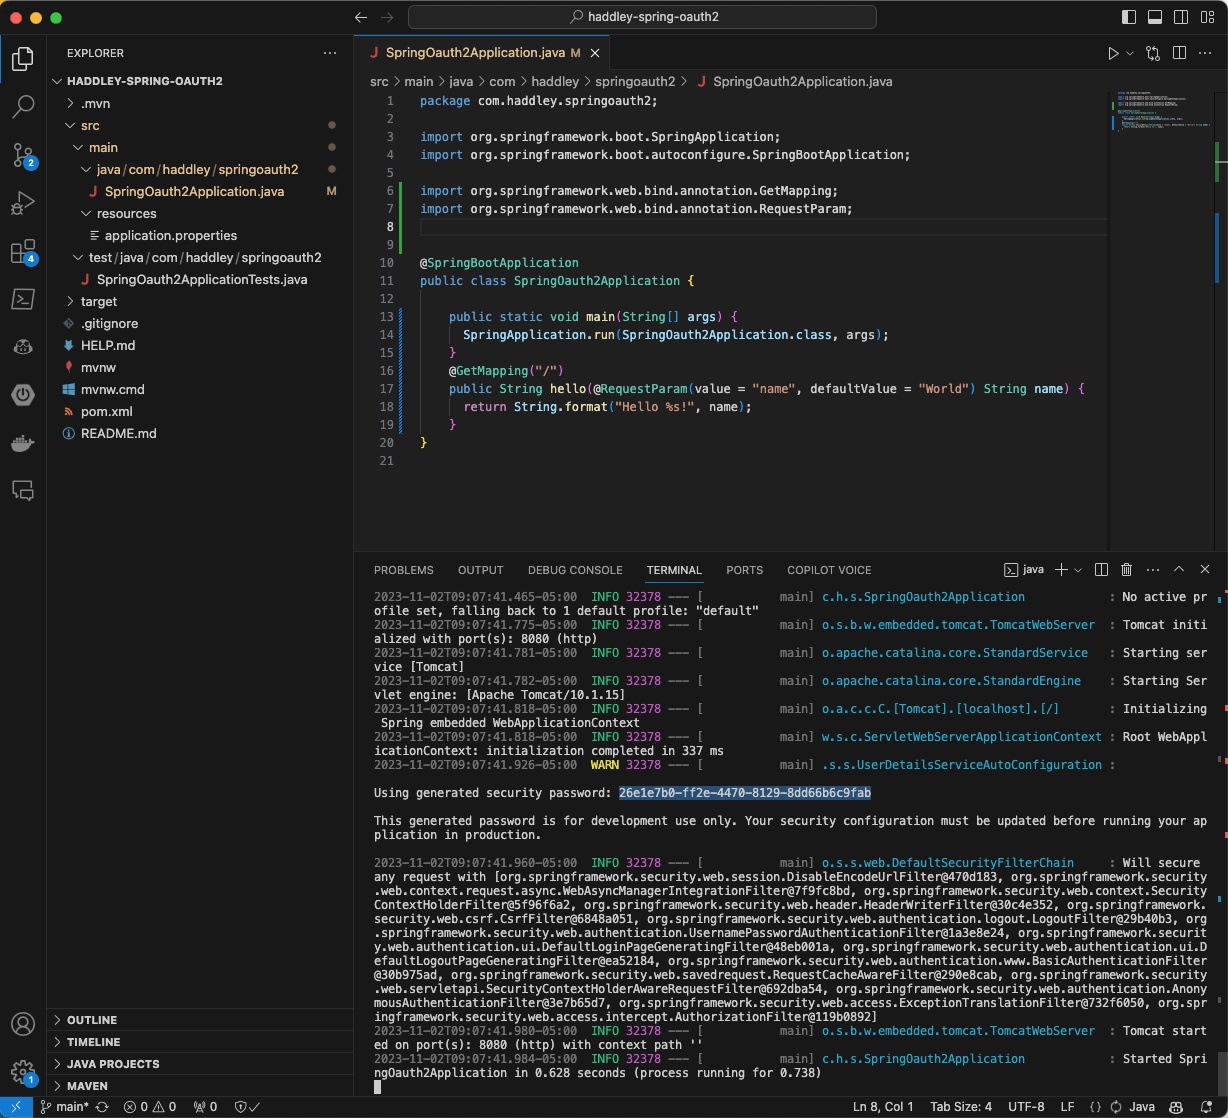 haddley-spring-oauth2
EXPLORER
HADDLEY-SPRING-OAUTH2
.mvn
src
main
java/com/haddley/springoauth2
J SpringOauth2Application.java M
resources
application.properties
test/java/com/haddley/springoauth2
J SpringOauth2ApplicationTests.java
target
.gitignore
HELP.md
mvnw
mvnw.cmd
pom.xml
README.md
2
4
1
OUTLINE
TIMELINE
JAVA PROJECTS
MAVEN
J SpringOauth2Application.java M
src > main > java > com > haddley > springoauth2 > J SpringOauth2Application.java
1 package com.haddley.springoauth2;
2
3 import org.springframework.boot.SpringApplication;
4 import org.springframework.boot.autoconfigure.SpringBootApplication;
5
6 import org.springframework.web.bind.annotation.GetMapping;
7 import org.springframework.web.bind.annotation.RequestParam;
8
9
10 @SpringBootApplication
11 public class SpringOauth2Application {
12
13 public static void main(String[] args) {
14 SpringApplication.run(SpringOauth2Application.class, args);
15 }
16 @GetMapping("/")
17 public String hello(@RequestParam(value = "name", defaultValue = "World") String name) {
18 return String.format("Hello %s!", name);
19 }
20 }
21
PROBLEMS OUTPUT DEBUG CONSOLE TERMINAL PORTS COPILOT VOICE java
2023-11-02T09:07:41.465-05:00 INFO 32378 --- [ main] c.h.s.SpringOauth2Application : No active pr
ofile set, falling back to 1 default profile: "default"
2023-11-02T09:07:41.775-05:00 INFO 32378 --- [ main] o.s.b.w.embedded.tomcat.TomcatWebServer : Tomcat initi
alized with port(s): 8080 (http)
2023-11-02T09:07:41.781-05:00 INFO 32378 --- [ main] o.apache.catalina.core.StandardService : Starting ser
vice [Tomcat]
2023-11-02T09:07:41.782-05:00 INFO 32378 --- [ main] o.apache.catalina.core.StandardEngine : Starting Ser
vlet engine: [Apache Tomcat/10.1.15]
2023-11-02T09:07:41.818-05:00 INFO 32378 --- [ main] o.a.c.c.C.[Tomcat].[localhost].[/] : Initializing
Spring embedded WebApplicationContext
2023-11-02T09:07:41.818-05:00 INFO 32378 --- [ main] w.s.c.ServletWebServerApplicationContext : Root WebAppl
icationContext: initialization completed in 337 ms
2023-11-02T09:07:41.926-05:00 WARN 32378 --- [ main] .s.s.UserDetailsServiceAutoConfiguration :
Using generated security password: 26e1e7b0-ff2e-4470-8129-8dd66b6c9fab
This generated password is for development use only. Your security configuration must be updated before running your ap
plication in production.
2023-11-02T09:07:41.960-05:00 INFO 32378 --- [ main] o.s.s.web.DefaultSecurityFilterChain : Will secure
any request with [org.springframework.security.web.session.DisableEncodeUrlFilter@470d183, org.springframework.security
.web.context.request.async.WebAsyncManagerIntegrationFilter@7f9fc8bd, org.springframework.security.web.context.Security
ContextHolderFilter@5f96f6a2, org.springframework.security.web.header.HeaderWriterFilter@30c4e352, org.springframework.
security.web.csrf.CsrfFilter@6848a051, org.springframework.security.web.authentication.logout.LogoutFilter@29b40b3, org
.springframework.security.web.authentication.UsernamePasswordAuthenticationFilter@1a3e8e24, org.springframework.securit
y.web.authentication.ui.DefaultLoginPageGeneratingFilter@48eb001a, org.springframework.security.web.authentication.ui.D
efaultLogoutPageGeneratingFilter@ea52184, org.springframework.security.web.authentication.www.BasicAuthenticationFilter
@30b975ad, org.springframework.security.web.savedrequest.RequestCacheAwareFilter@290e8cab, org.springframework.security
.web.servletapi.SecurityContextHolderAwareRequestFilter@692dba54, org.springframework.security.web.authentication.Anony
mousAuthenticationFilter@3e7b65d7, org.springframework.security.web.access.ExceptionTranslationFilter@732f6050, org.spr
ingframework.security.web.access.intercept.AuthorizationFilter@119b0892]
2023-11-02T09:07:41.980-05:00 INFO 32378 --- [ main] o.s.b.w.embedded.tomcat.TomcatWebServer : Tomcat start
ed on port(s): 8080 (http) with context path ''
2023-11-02T09:07:41.984-05:00 INFO 32378 --- [ main] c.h.s.SpringOauth2Application : Started Spri
ngOauth2Application in 0.628 seconds (process running for 0.738)
main* 0 0 0 Ln 8, Col 1 Tab Size: 4 UTF-8 LF {} Java